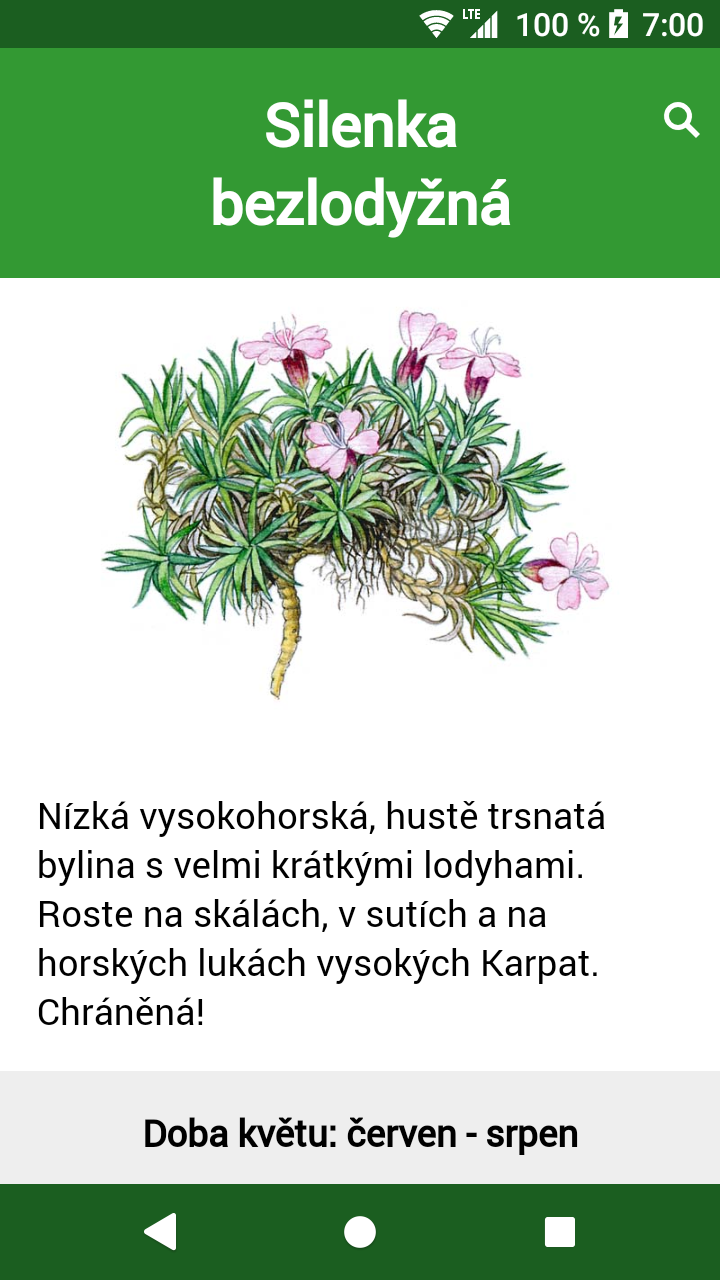 LTE 100 % 7:00
Silenka
bezlodyžná
Nízká vysokohorská, hustě trsnatá
bylina s velmi krátkými lodyhami.
Roste na skálách, v sutích a na
horských lukách vysokých Karpat.
Chráněná!
Doba květu: červen - srpen